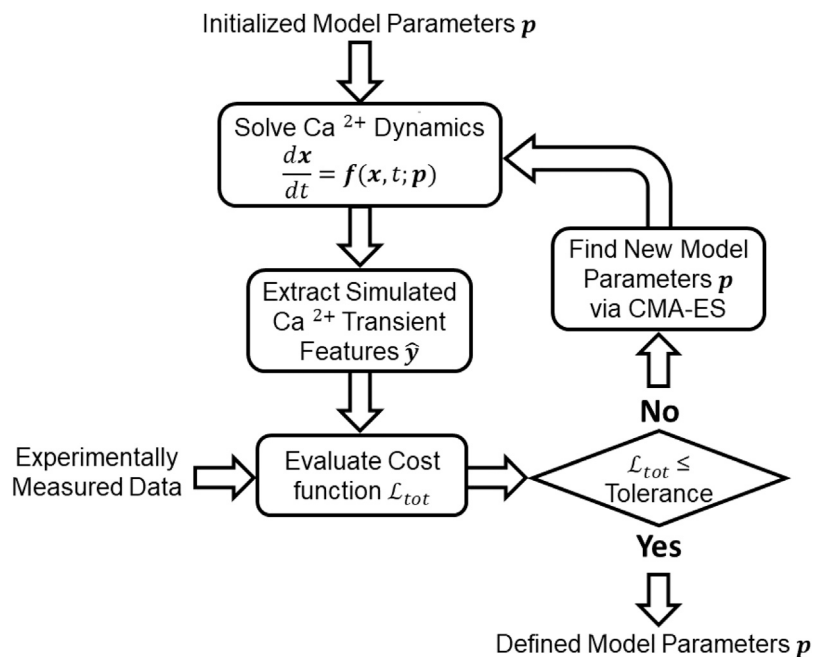 Initialized Model Parameters p
Solve Ca ²⁺ Dynamics
dx/dt = f(x, t; p)
Find New Model
Parameters p
via CMA-ES
Extract Simulated
Ca ²⁺ Transient
Features ŷ
No
Experimentally
Measured Data
Evaluate Cost
function ℒtot
ℒtot ≤
Tolerance
Yes
Defined Model Parameters p